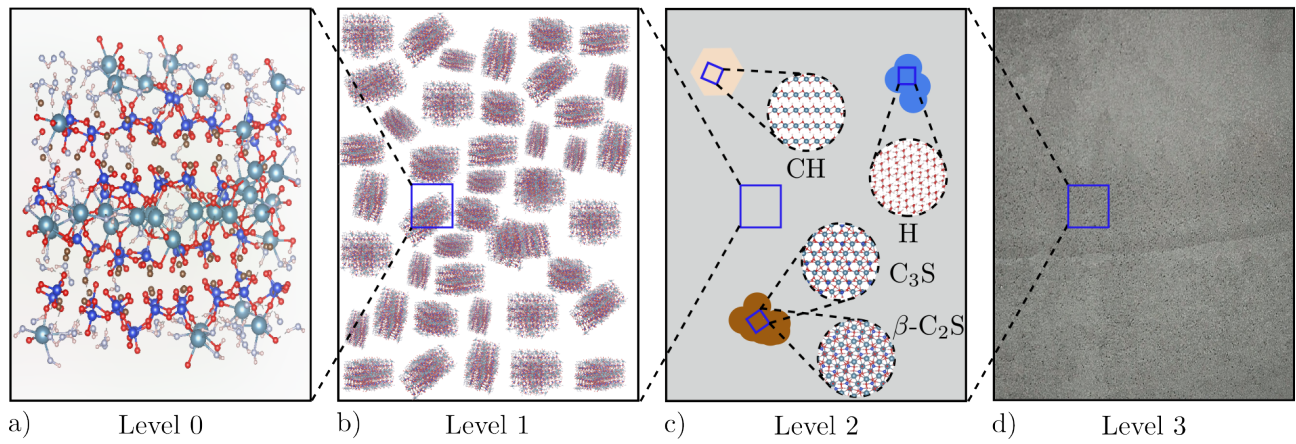 CH
H
C₃S
β-C₂S
a) Level 0
b) Level 1
c) Level 2
d) Level 3